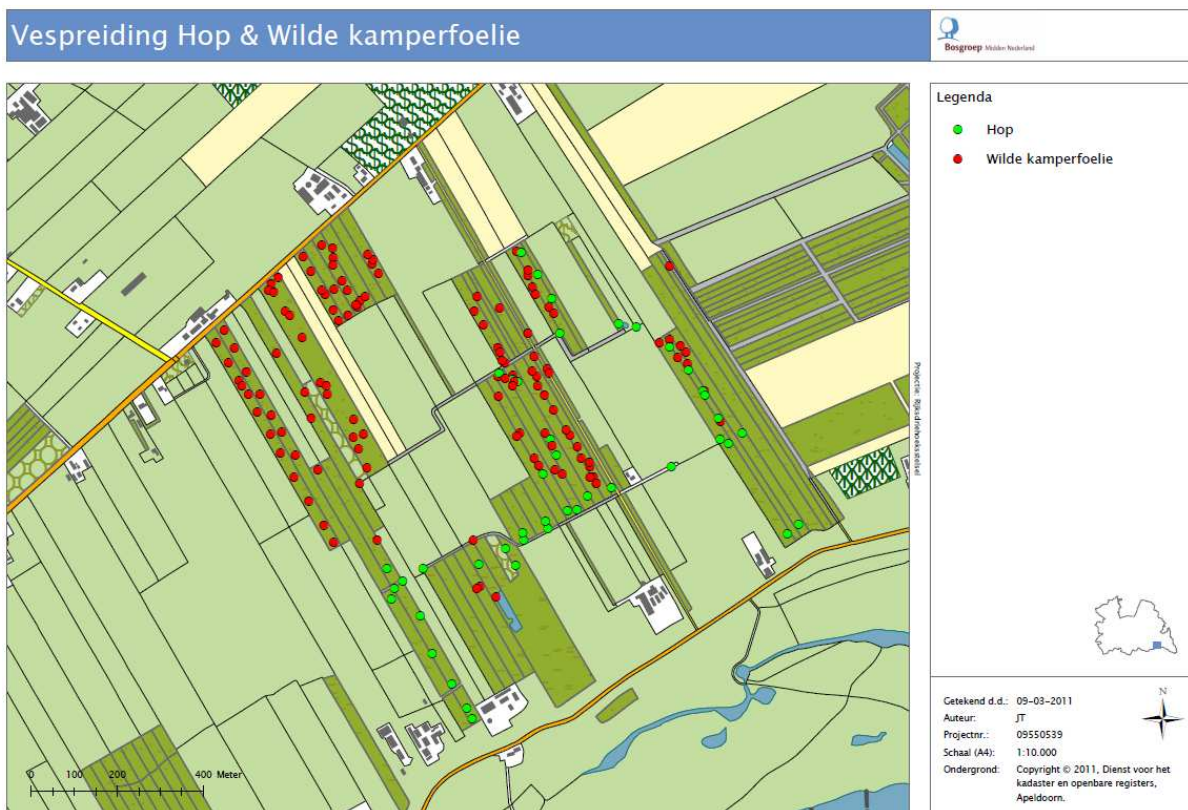 Vespreiding Hop & Wilde kamperfoelie
Bosgroep Midden Nederland
Legenda
Hop
Wilde kamperfoelie
Projectie: Rijksdriehoeksstelsel
0 100 200 400 Meter
N
Getekend d.d.: 09-03-2011
Auteur: JT
Projectnr.: 09550539
Schaal (A4): 1:10.000
Ondergrond: Copyright © 2011, Dienst voor het
kadaster en openbare registers,
Apeldoorn.